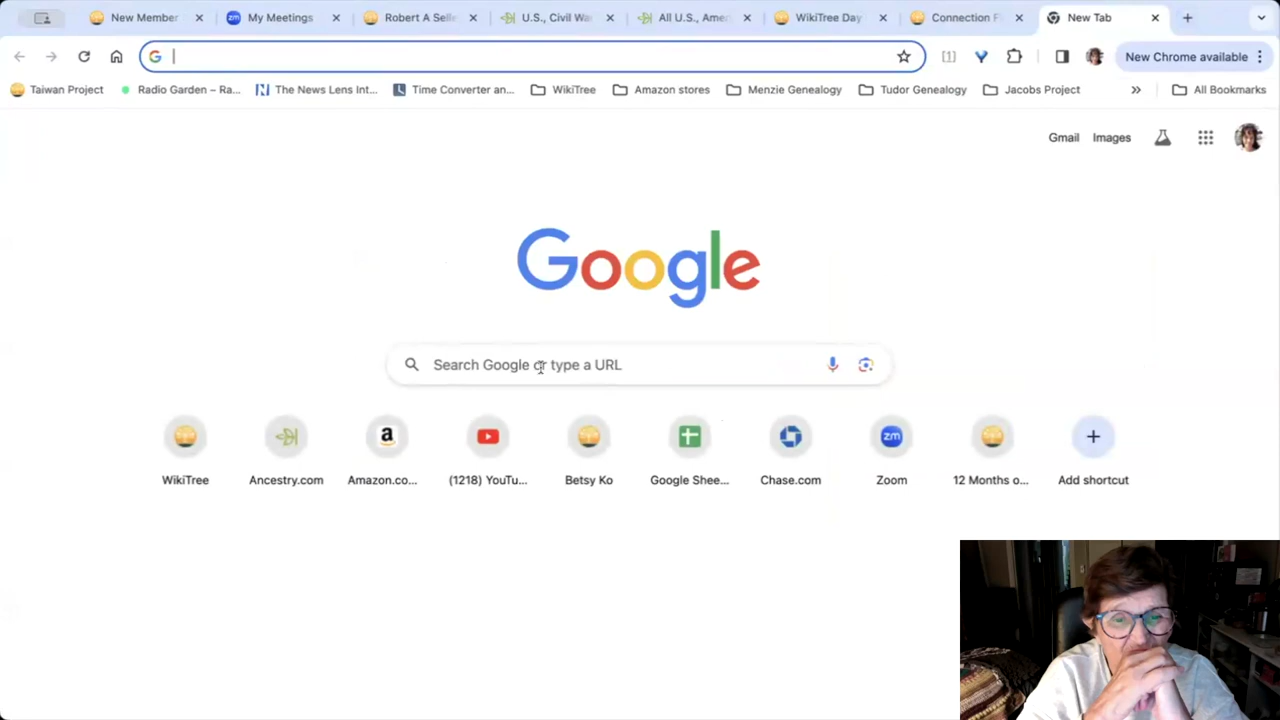 New Member
My Meetings
Robert A Selle
U.S., Civil Wa
All U.S., Amer
WikiTree Day
Connection F
New Tab
[1]
New Chrome available
Taiwan Project
Radio Garden – Ra...
The News Lens Int...
Time Converter an...
WikiTree
Amazon stores
Menzie Genealogy
Tudor Genealogy
Jacobs Project
»
All Bookmarks
Gmail
Images
Google
Search Google or type a URL
WikiTree
Ancestry.com
Amazon.co...
(1218) YouTu...
Betsy Ko
Google Shee...
Chase.com
zm
Zoom
12 Months o...
Add shortcut